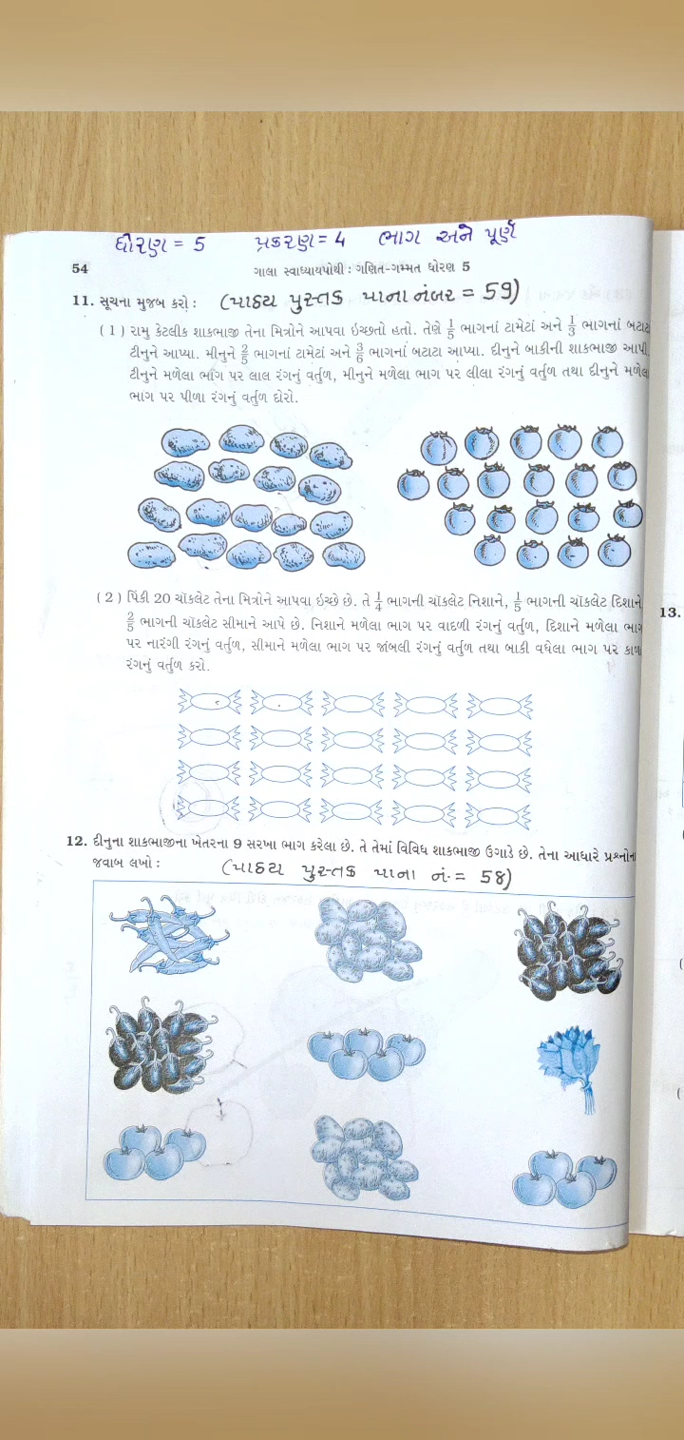 ધોરણ = 5 પ્રકરણ = 4 ભાગ અને પૂર્ણ
54 ગાલા સ્વાધ્યાયપોથી : ગણિત-ગમ્મત ધોરણ 5
11. સૂચના મુજબ કરો : (પાઠ્ય પુસ્તક પાના નંબર = 59)
(1) રામુ કેટલીક શાકભાજી તેના મિત્રોને આપવા ઇચ્છતો હતો. તેણે 1/5 ભાગનાં ટામેટાં અને 1/3 ભાગનાં બટાટા
ટીનુને આપ્યા. મીનુને 2/5 ભાગનાં ટામેટાં અને 3/6 ભાગનાં બટાટા આપ્યા. દીનુને બાકીની શાકભાજી આપી.
ટીનુને મળેલા ભાગ પર લાલ રંગનું વર્તુળ, મીનુને મળેલા ભાગ પર લીલા રંગનું વર્તુળ તથા દીનુને મળેલા
ભાગ પર પીળા રંગનું વર્તુળ દોરો.
(2) પિંકી 20 ચૉકલેટ તેના મિત્રોને આપવા ઇચ્છે છે. તે 1/4 ભાગની ચૉકલેટ નિશાને, 1/5 ભાગની ચૉકલેટ દિશાને
2/5 ભાગની ચૉકલેટ સીમાને આપે છે. નિશાને મળેલા ભાગ પર વાદળી રંગનું વર્તુળ, દિશાને મળેલા ભાગ
પર નારંગી રંગનું વર્તુળ, સીમાને મળેલા ભાગ પર જાંબલી રંગનું વર્તુળ તથા બાકી વધેલા ભાગ પર
રંગનું વર્તુળ કરો.
13.
12. દીનુના શાકભાજીના ખેતરના 9 સરખા ભાગ કરેલા છે. તે તેમાં વિવિધ શાકભાજી ઉગાડે છે. તેના આધારે પ્રશ્નોના
જવાબ લખો : (પાઠ્ય પુસ્તક પાના નં. = 58)